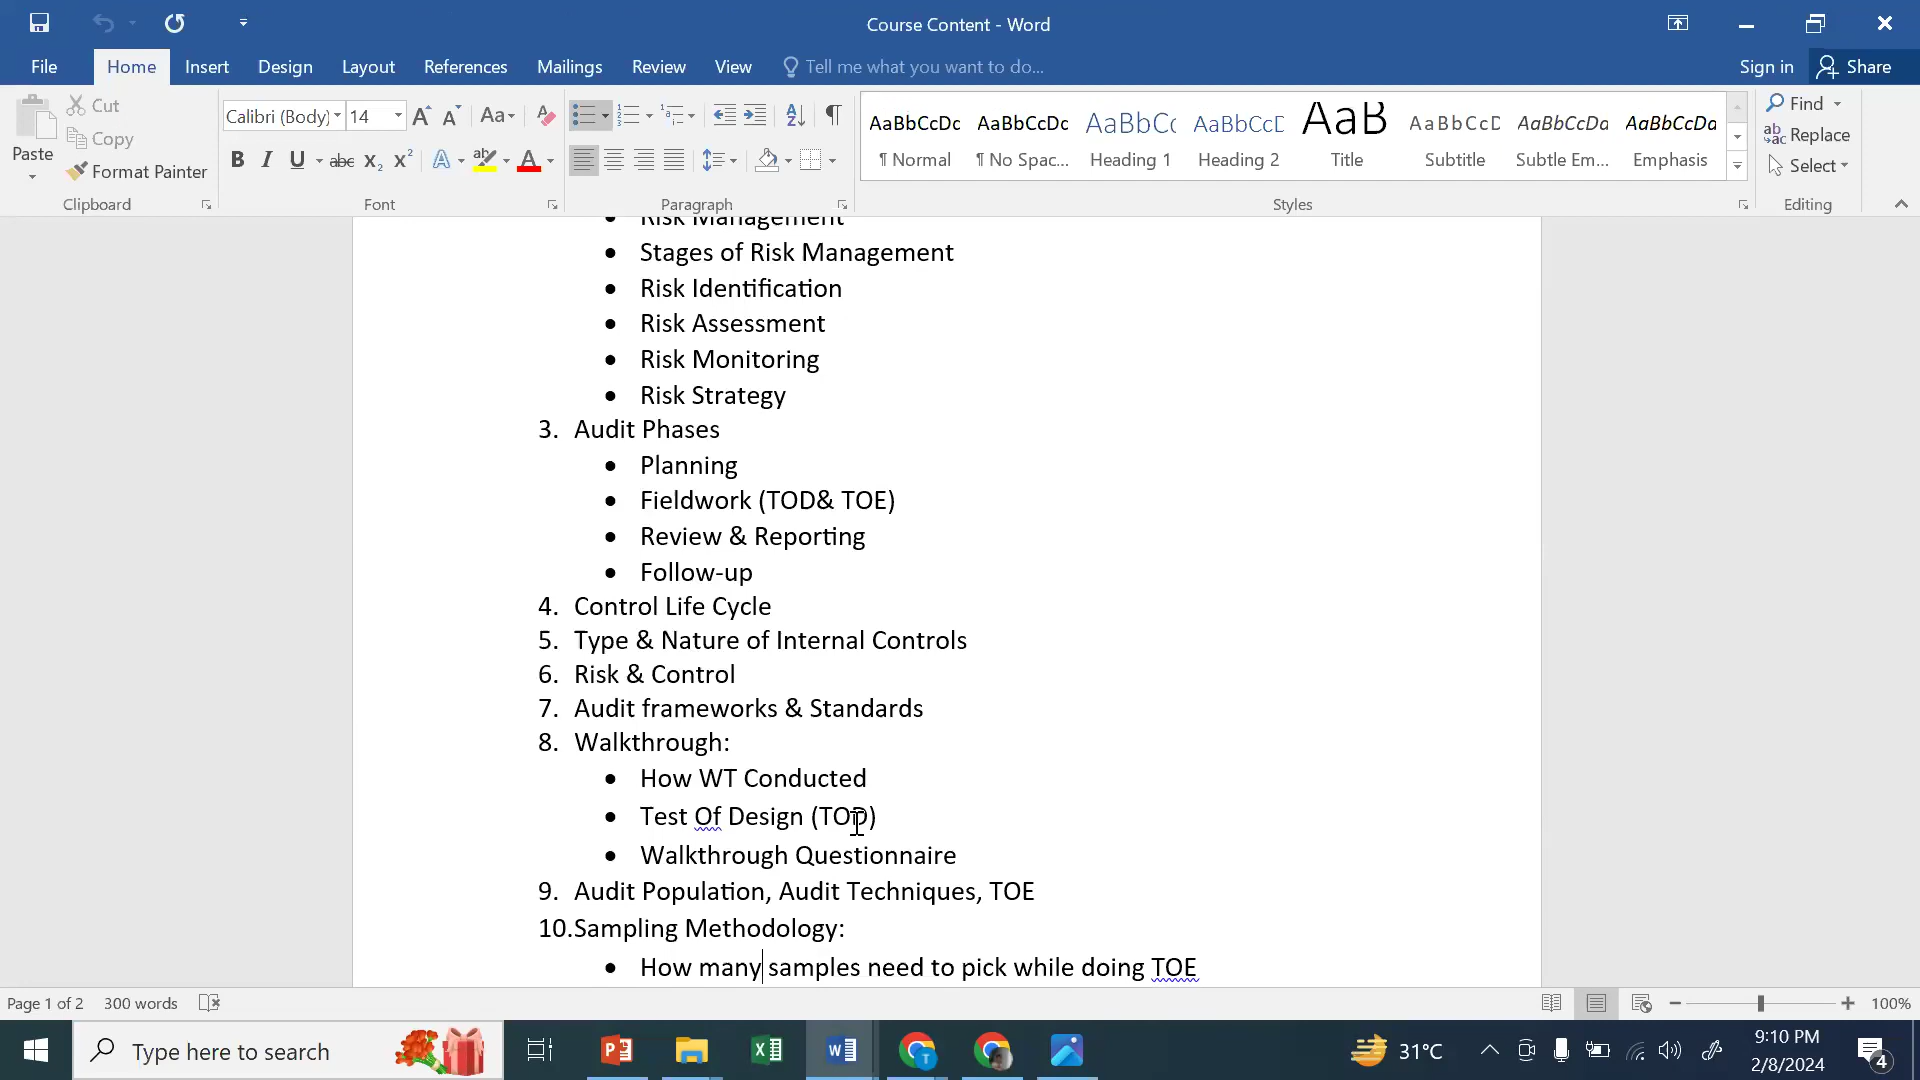 Course Content - Word
File Home Insert Design Layout References Mailings Review View Tell me what you want to do... Sign in Share
Paste
Cut
Copy
Format Painter
Clipboard
Calibri (Body) 14
Font
Paragraph
AaBbCcDc AaBbCcDc AaBbCc AaBbCcD AaB AaBbCcD AaBbCcDa AaBbCcDa
¶ Normal ¶ No Spac... Heading 1 Heading 2 Title Subtitle Subtle Em... Emphasis
Styles
Find
Replace
Select
Editing
• Risk Management
• Stages of Risk Management
• Risk Identification
• Risk Assessment
• Risk Monitoring
• Risk Strategy
3. Audit Phases
• Planning
• Fieldwork (TOD& TOE)
• Review & Reporting
• Follow-up
4. Control Life Cycle
5. Type & Nature of Internal Controls
6. Risk & Control
7. Audit frameworks & Standards
8. Walkthrough:
• How WT Conducted
• Test Of Design (TOD)
• Walkthrough Questionnaire
9. Audit Population, Audit Techniques, TOE
10.Sampling Methodology:
• How many samples need to pick while doing TOE
Page 1 of 2 300 words 100%
Type here to search
31°C
9:10 PM
2/8/2024
4